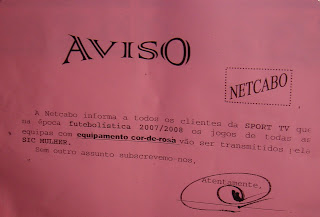 AVISO
NETCABO
A Netcabo informa a todos os clientes da SPORT TV que
na época futebolística 2007/2008 os jogos de todas as
equipas com equipamento cor-de-rosa vão ser transmitidos pela
SIC MULHER.
Sem outro assunto subscrevemo-nos,
Atentamente,